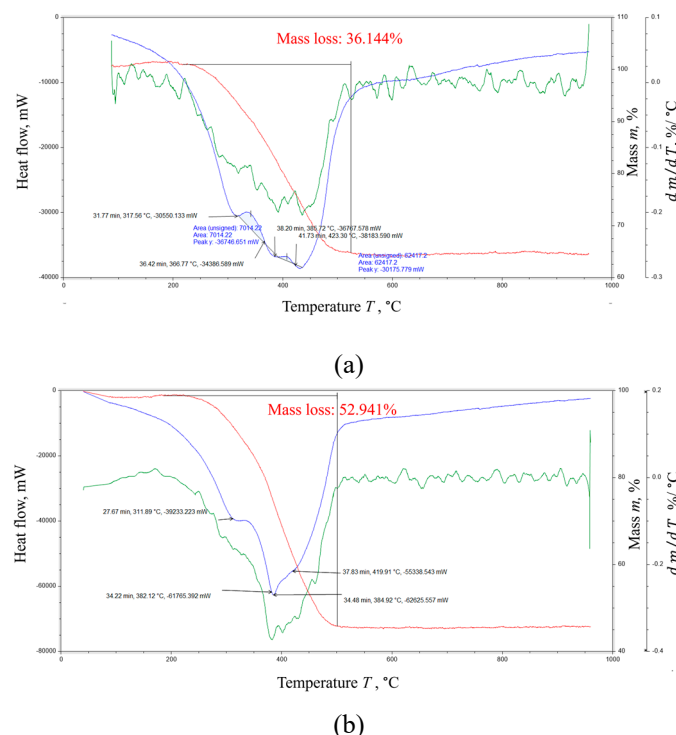 Mass loss: 36.144%
Heat flow, mW
0
-10000
-20000
-30000
-40000
110
100
90
80
70
60
Mass m, %
0.1
0.0
-0.1
-0.2
-0.3
d m / d T, %/ °C
31.77 min, 317.56 °C, -30550.133 mW
Area (unsigned): 7014.22
Area: 7014.22
Peak y: -36746.651 mW
38.20 min, 385.72 °C, -36767.578 mW
41.73 min, 423.30 °C, -38183.590 mW
36.42 min, 366.77 °C, -34386.589 mW
Area (unsigned): 62417.2
Area: 62417.2
Peak y: -30175.779 mW
0
200
400
600
800
1000
Temperature T , °C
(a)
Mass loss: 52.941%
Heat flow, mW
0
-20000
-40000
-60000
-80000
100
80
60
40
Mass m, %
0.2
0.0
-0.2
-0.4
d m / d T, %/ °C
27.67 min, 311.89 °C, -39233.223 mW
37.83 min, 419.91 °C, -55338.543 mW
34.22 min, 382.12 °C, -61765.392 mW
34.48 min, 384.92 °C, -62625.557 mW
0
200
400
600
800
1000
Temperature T , °C
(b)